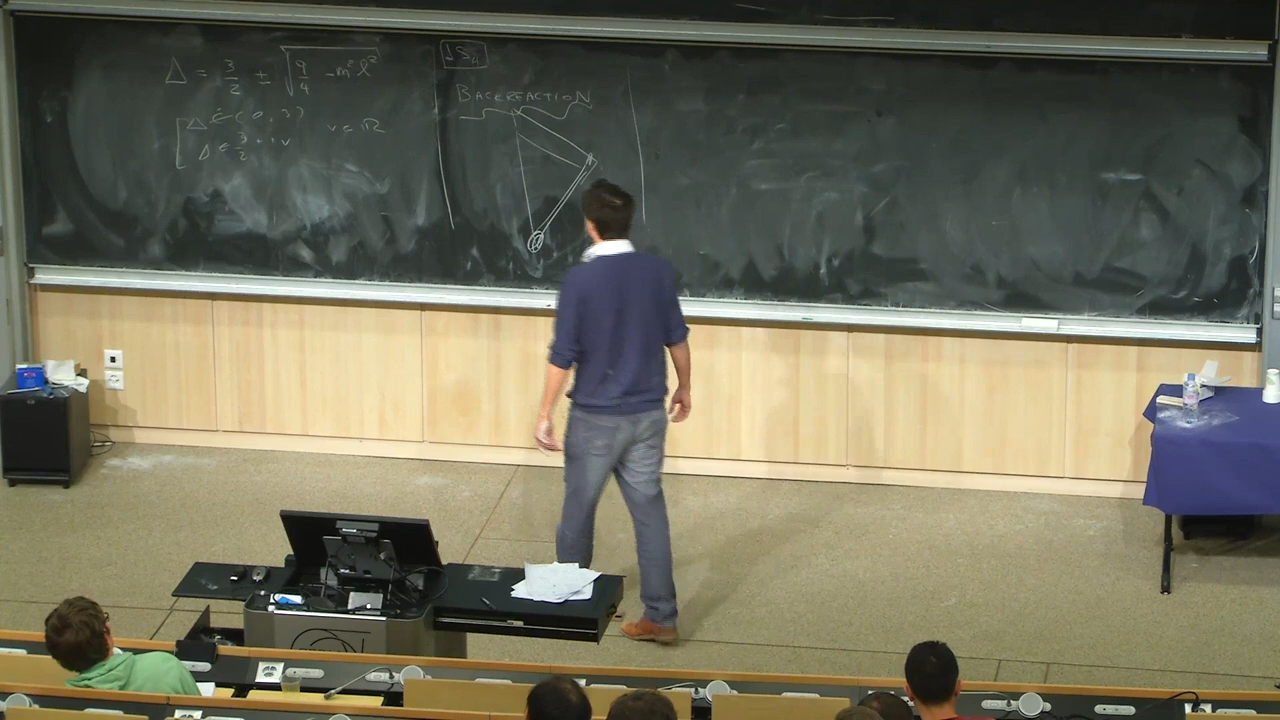 Δ = 3/2 ± √(9/4 - m²ℓ²)
Δ ∈ (0, 3)
Δ ∈ 3/2 + iν ν ∈ ℝ
dS₄
BACKREACTION